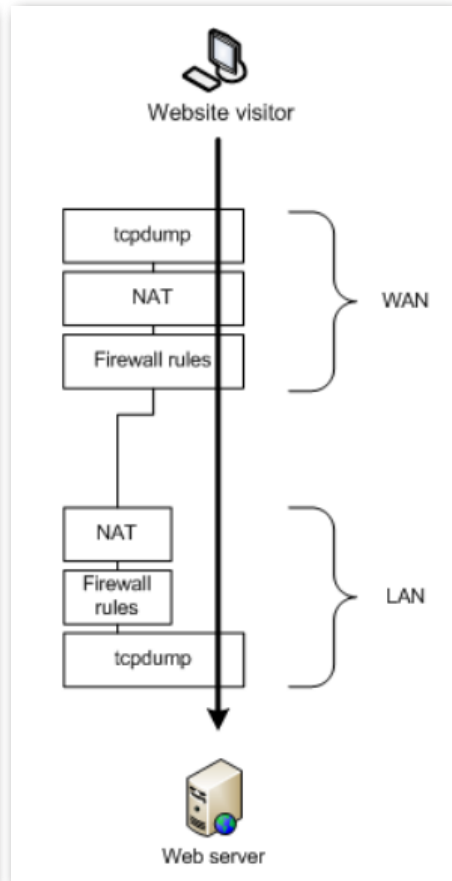 Website visitor
tcpdump
NAT
Firewall rules
WAN
NAT
Firewall
rules
tcpdump
LAN
Web server